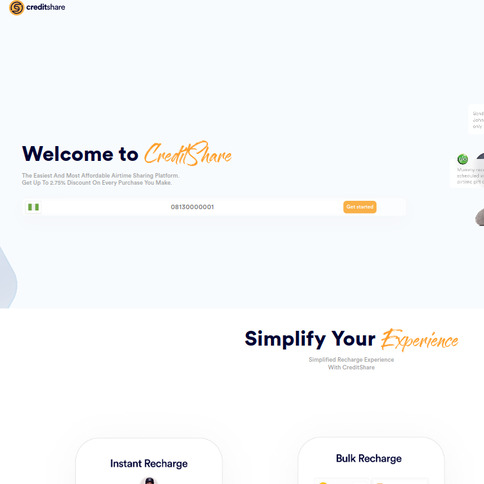 creditshare
Welcome to CreditShare
The Easiest And Most Affordable Airtime Sharing Platform.
Get Up To 2.75% Discount On Every Purchase You Make.
08130000001
Get started
Simplify Your Experience
Simplified Recharge Experience
With CreditShare
Instant Recharge
Bulk Recharge